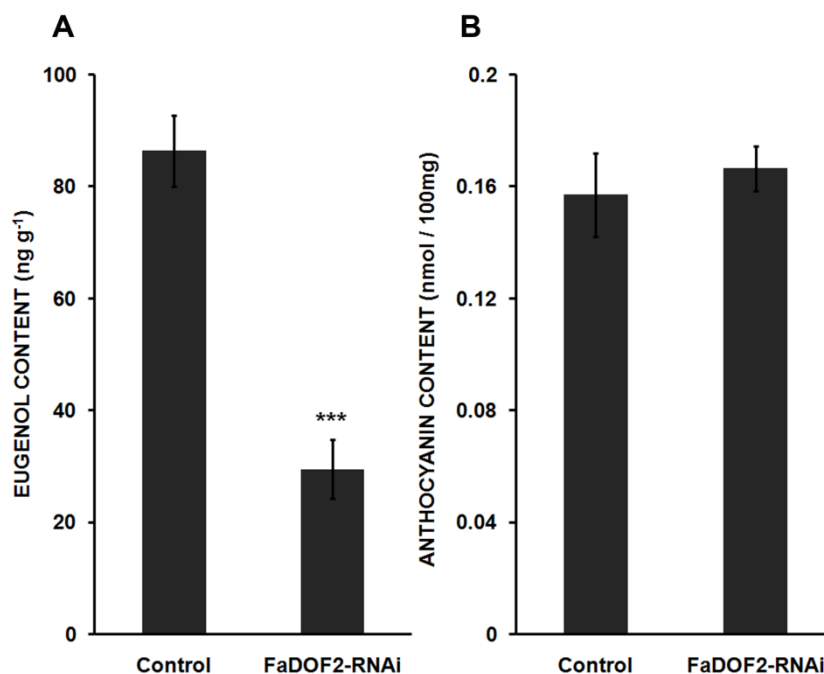 A
B
EUGENOL CONTENT (ng g⁻¹)
100
80
60
40
20
0
***
Control
FaDOF2-RNAi
ANTHOCYANIN CONTENT (nmol / 100mg)
0.2
0.16
0.12
0.08
0.04
0
Control
FaDOF2-RNAi